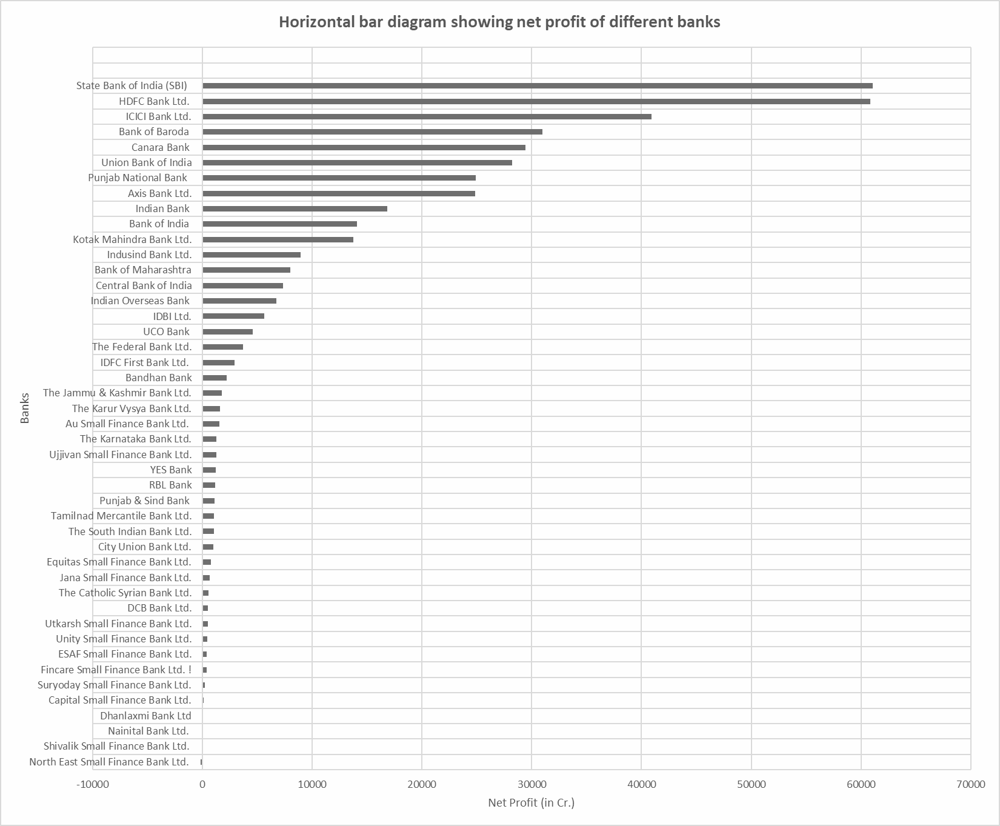 Horizontal bar diagram showing net profit of different banks
State Bank of India (SBI)
HDFC Bank Ltd.
ICICI Bank Ltd.
Bank of Baroda
Canara Bank
Union Bank of India
Punjab National Bank
Axis Bank Ltd.
Indian Bank
Bank of India
Kotak Mahindra Bank Ltd.
Indusind Bank Ltd.
Bank of Maharashtra
Central Bank of India
Indian Overseas Bank
IDBI Ltd.
UCO Bank
The Federal Bank Ltd.
IDFC First Bank Ltd.
Bandhan Bank
The Jammu & Kashmir Bank Ltd.
The Karur Vysya Bank Ltd.
Au Small Finance Bank Ltd.
The Karnataka Bank Ltd.
Ujjivan Small Finance Bank Ltd.
YES Bank
RBL Bank
Punjab & Sind Bank
Tamilnad Mercantile Bank Ltd.
The South Indian Bank Ltd.
City Union Bank Ltd.
Equitas Small Finance Bank Ltd.
Jana Small Finance Bank Ltd.
The Catholic Syrian Bank Ltd.
DCB Bank Ltd.
Utkarsh Small Finance Bank Ltd.
Unity Small Finance Bank Ltd.
ESAF Small Finance Bank Ltd.
Fincare Small Finance Bank Ltd. !
Suryoday Small Finance Bank Ltd.
Capital Small Finance Bank Ltd.
Dhanlaxmi Bank Ltd
Nainital Bank Ltd.
Shivalik Small Finance Bank Ltd.
North East Small Finance Bank Ltd.
Banks
-10000 0 10000 20000 30000 40000 50000 60000 70000
Net Profit (in Cr.)